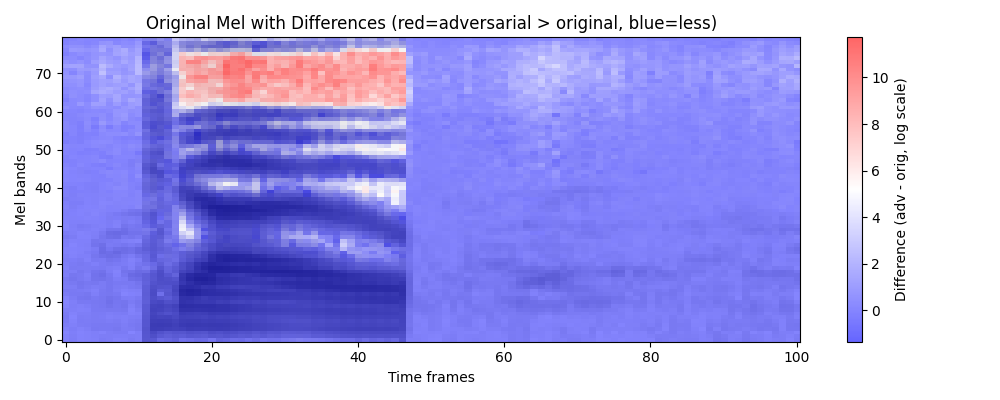 Original Mel with Differences (red=adversarial > original, blue=less)
Mel bands
70
60
50
40
30
20
10
0
0 20 40 60 80 100
Time frames
10
8
6
4
2
0
Difference (adv - orig, log scale)